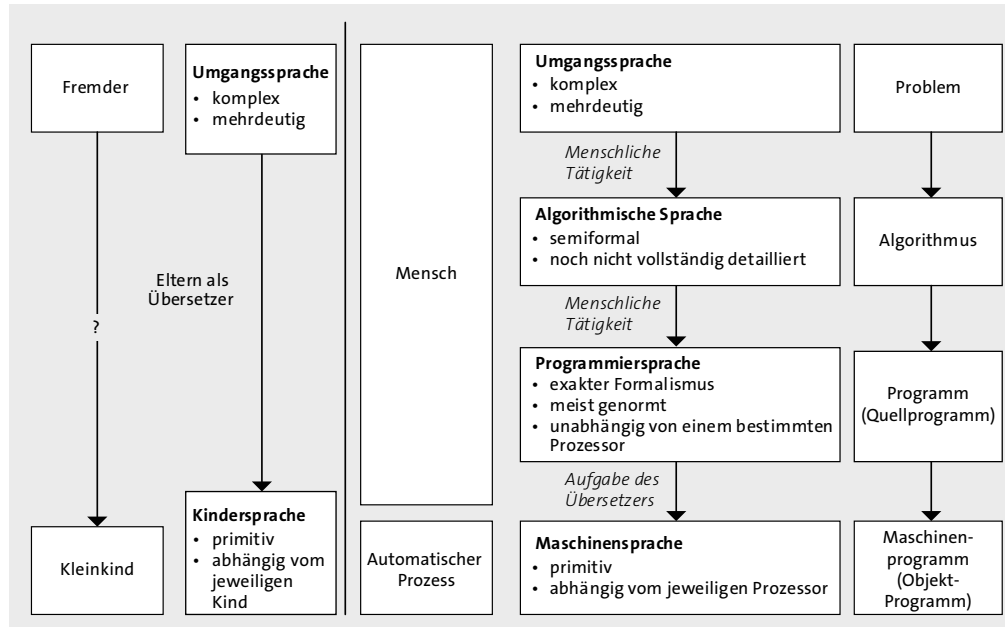 Fremder
Umgangssprache
• komplex
• mehrdeutig
Eltern als
Übersetzer
?
Kleinkind
Kindersprache
• primitiv
• abhängig vom
jeweiligen
Kind
Mensch
Automatischer
Prozess
Umgangssprache
• komplex
• mehrdeutig
Menschliche
Tätigkeit
Algorithmische Sprache
• semiformal
• noch nicht vollständig detailliert
Menschliche
Tätigkeit
Programmiersprache
• exakter Formalismus
• meist genormt
• unabhängig von einem bestimmten
Prozessor
Aufgabe des
Übersetzers
Maschinensprache
• primitiv
• abhängig vom jeweiligen Prozessor
Problem
Algorithmus
Programm
(Quellprogramm)
Maschinen-
programm
(Objekt-
Programm)